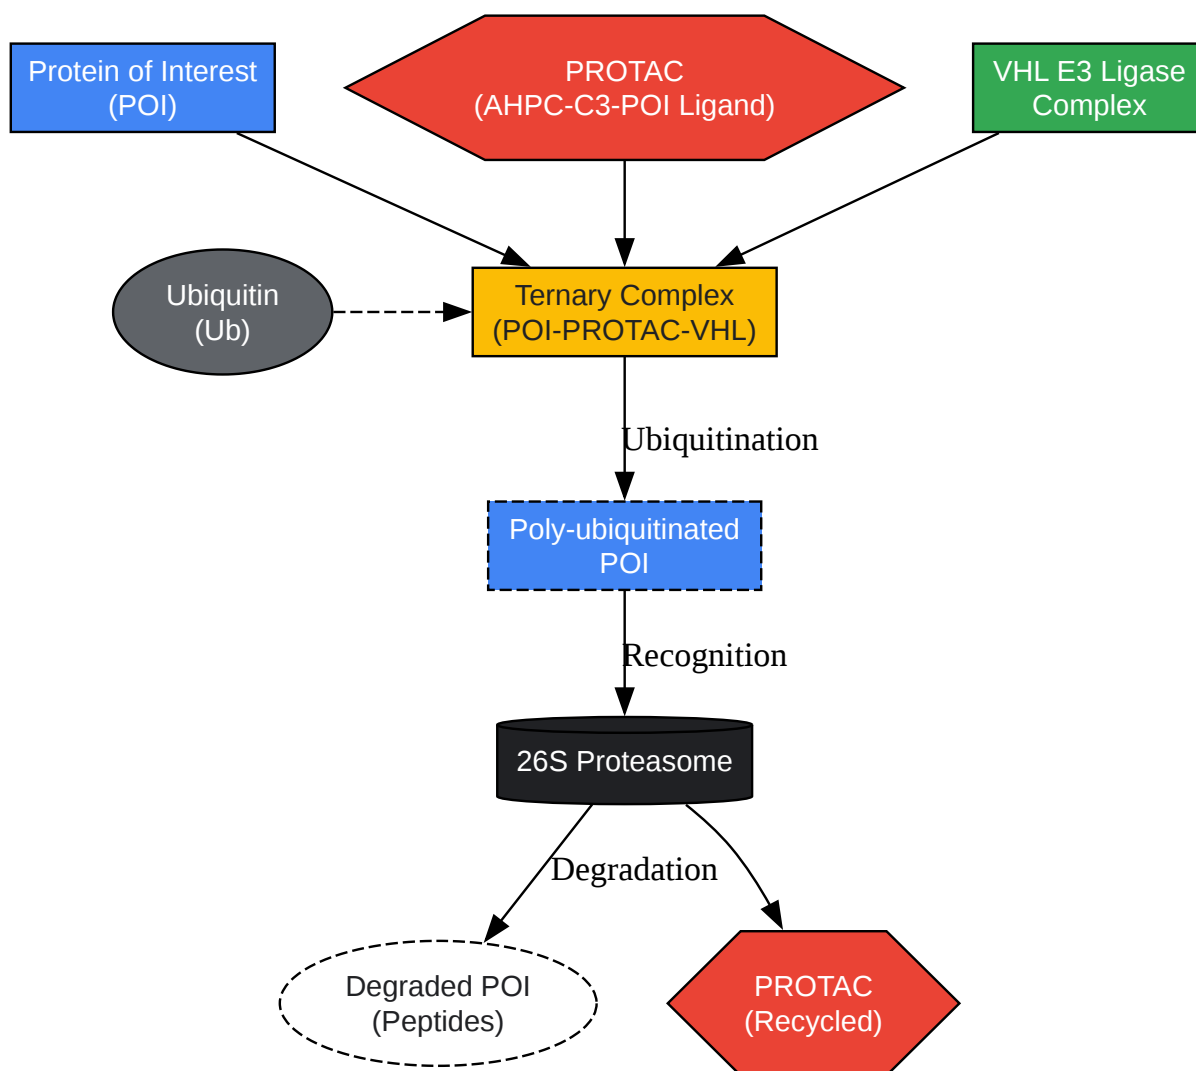 Protein of Interest
(POI)
PROTAC
(AHPC-C3-POI Ligand)
VHL E3 Ligase
Complex
Ubiquitin
(Ub)
Ternary Complex
(POI-PROTAC-VHL)
Ubiquitination
Poly-ubiquitinated
POI
Recognition
26S Proteasome
Degradation
Degraded POI
(Peptides)
PROTAC
(Recycled)